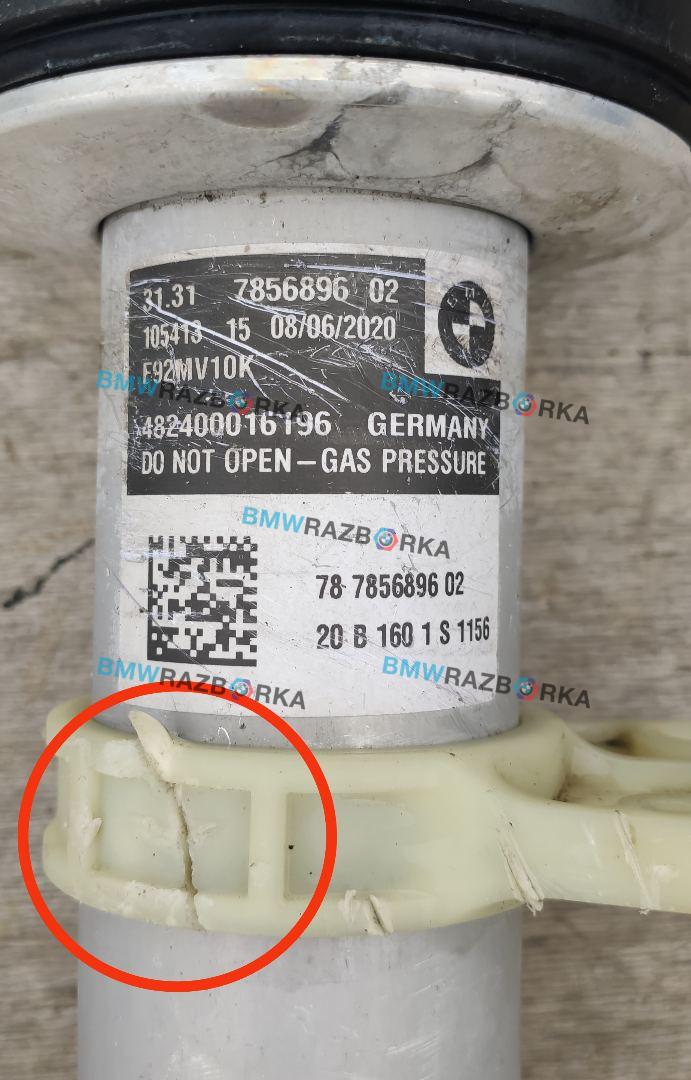 31.31 7856896 02
105413 15 08/06/2020
F92MV10K
BMW
BMWRAZBORKA
BMWRAZBORKA
482400016196 GERMANY
DO NOT OPEN – GAS PRESSURE
BMWRAZBORKA
78 7856896 02
20 B 160 1 S 1156
BMWRAZBORKA
BMWRAZBORKA